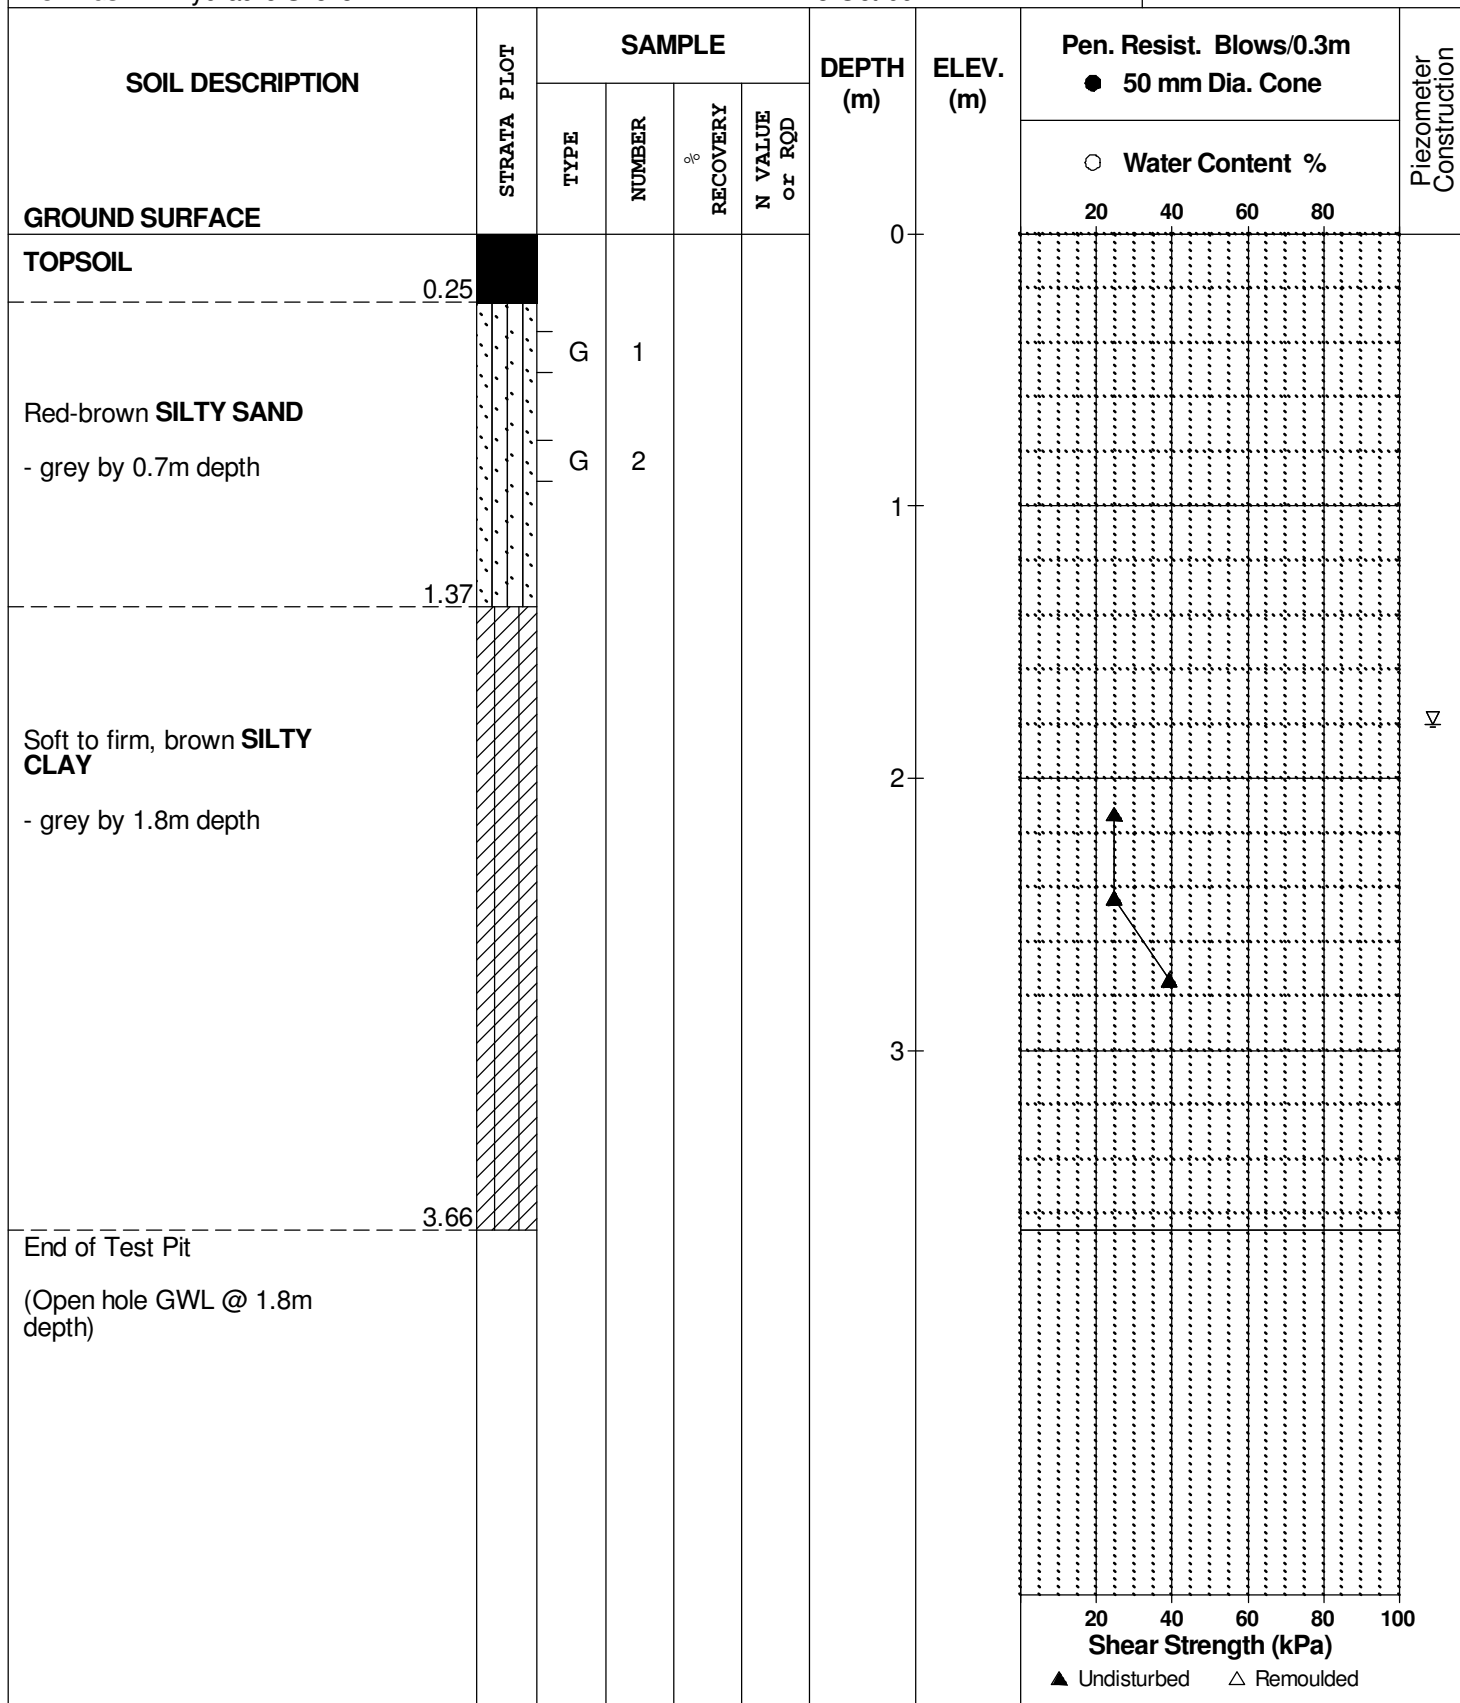 SOIL DESCRIPTION
GROUND SURFACE
STRATA PLOT
SAMPLE
TYPE
NUMBER
%
RECOVERY
N VALUE
or RQD
DEPTH
(m)
ELEV.
(m)
Pen. Resist. Blows/0.3m
● 50 mm Dia. Cone
○ Water Content %
20 40 60 80
Piezometer
Construction
TOPSOIL
0.25
G 1
Red-brown SILTY SAND
- grey by 0.7m depth
G 2
1.37
Soft to firm, brown SILTY
CLAY
- grey by 1.8m depth
3.66
End of Test Pit
(Open hole GWL @ 1.8m
depth)
0
1
2
3
20 40 60 80 100
Shear Strength (kPa)
▲ Undisturbed △ Remoulded